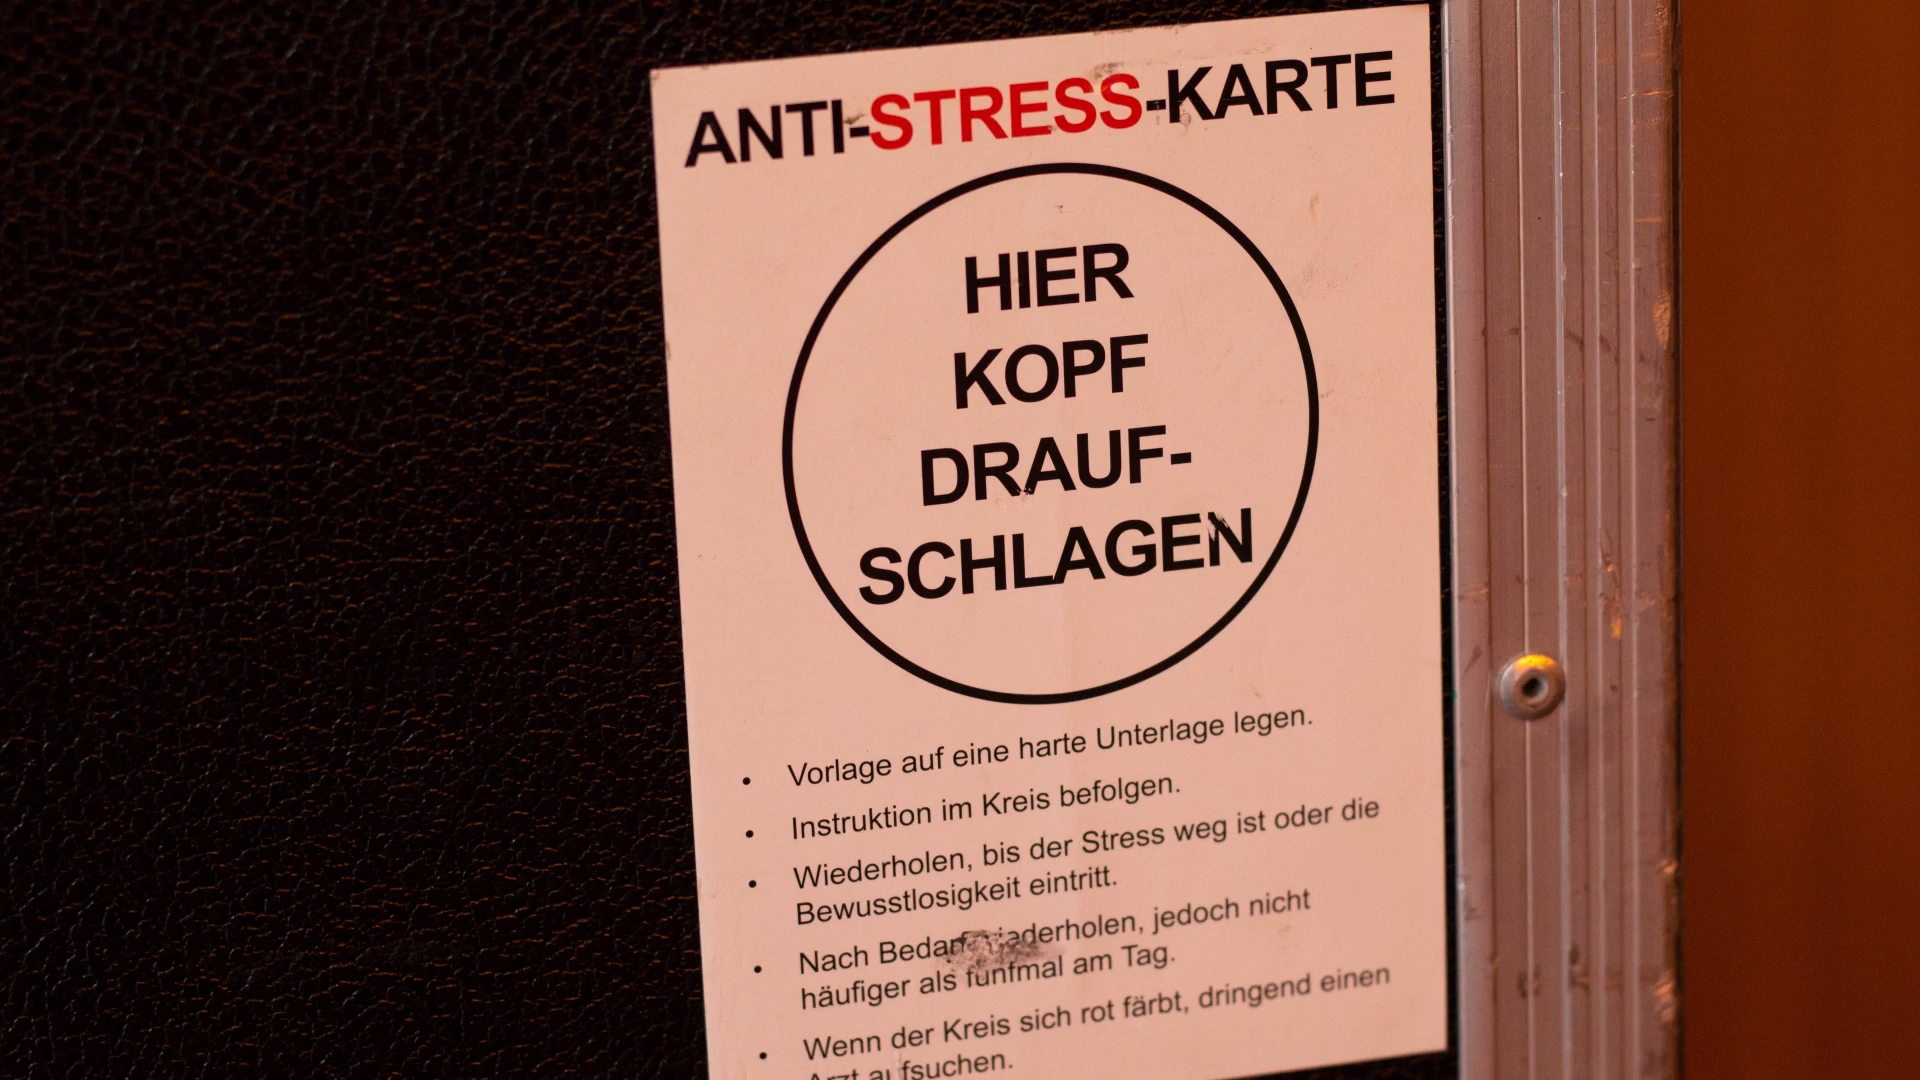 ANTI-STRESS-KARTE
HIER
KOPF
DRAUF-
SCHLAGEN
• Vorlage auf eine harte Unterlage legen.
• Instruktion im Kreis befolgen.
• Wiederholen, bis der Stress weg ist oder die
Bewusstlosigkeit eintritt.
• Nach Bedarf wiederholen, jedoch nicht
häufiger als fünfmal am Tag.
• Wenn der Kreis sich rot färbt, dringend einen
Arzt aufsuchen.